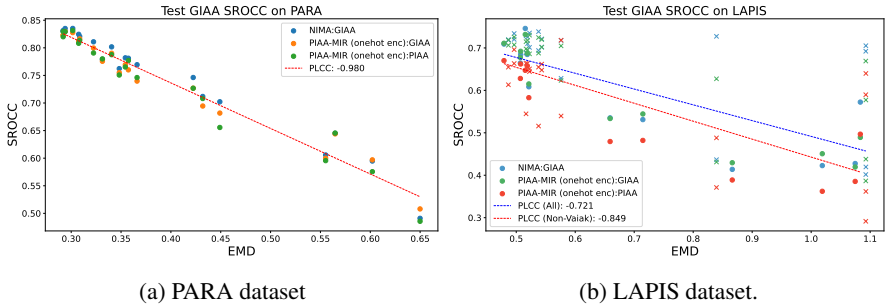 Test GIAA SROCC on PARA
0.85
0.80
0.75
0.70
0.65
0.60
0.55
0.50
SROCC
NIMA:GIAA
PIAA-MIR (onehot enc):GIAA
PIAA-MIR (onehot enc):PIAA
PLCC: -0.980
0.30 0.35 0.40 0.45 0.50 0.55 0.60 0.65
EMD
(a) PARA dataset
Test GIAA SROCC on LAPIS
0.7
0.6
0.5
0.4
0.3
SROCC
NIMA:GIAA
PIAA-MIR (onehot enc):GIAA
PIAA-MIR (onehot enc):PIAA
PLCC (All): -0.721
PLCC (Non-Vaiak): -0.849
0.5 0.6 0.7 0.8 0.9 1.0 1.1
EMD
(b) LAPIS dataset.